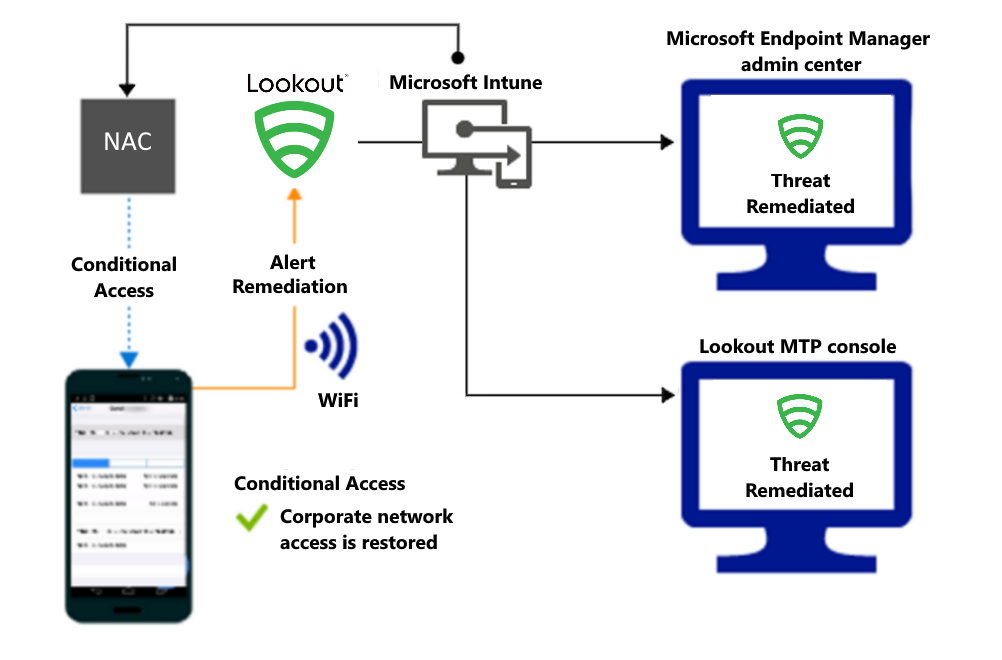 Microsoft Endpoint Manager
admin center
Lookout
Microsoft Intune
NAC
Threat
Remediated
Conditional
Access
Alert
Remediation
WiFi
Lookout MTP console
Threat
Remediated
Conditional Access
Corporate network
access is restored